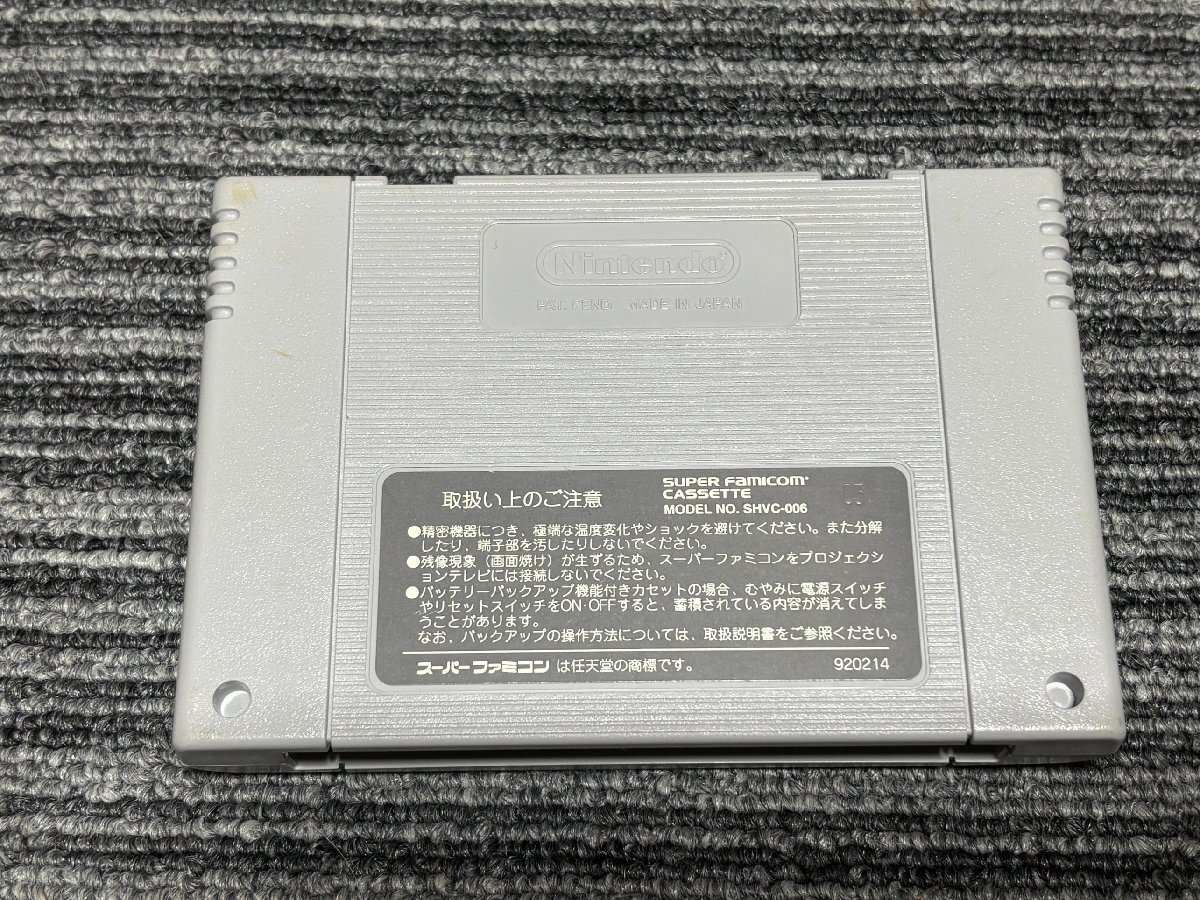 Nintendo
PAT. PEND. MADE IN JAPAN
取扱い上のご注意
SUPER FAMICOM
CASSETTE
MODEL NO. SHVC-006
05
●精密機器につき、極端な温度変化やショックを避けてください。また分解
したり、端子部を汚したりしないでください。
●残像現象（画面焼け）が生ずるため、スーパーファミコンをプロジェクシ
ョンテレビには接続しないでください。
●バッテリーバックアップ機能付きカセットの場合、むやみに電源スイッチ
やリセットスイッチをON・OFFすると、蓄積されている内容が消えてしま
うことがあります。
なお、バックアップの操作方法については、取扱説明書をご参照ください。
スーパーファミコン は任天堂の商標です。
920214